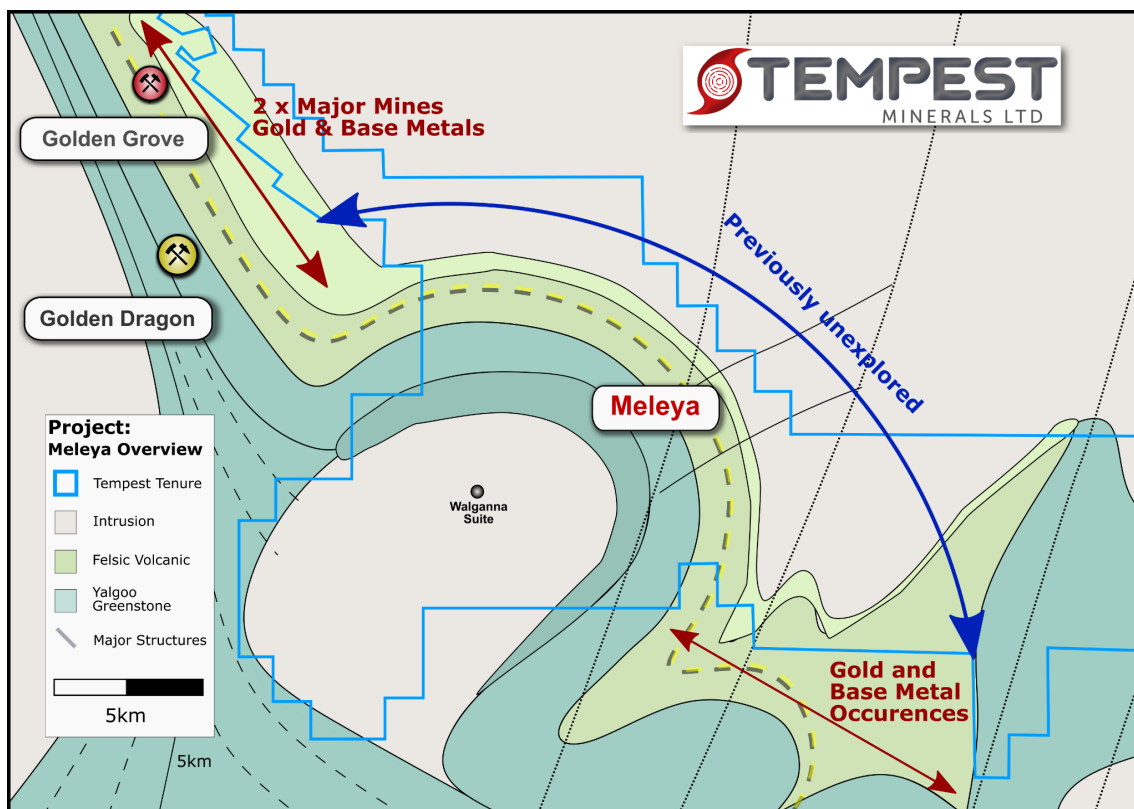 TEMPEST
MINERALS LTD
2 x Major Mines
Gold & Base Metals
Golden Grove
Golden Dragon
Previously unexplored
Meleya
Walganna
Suite
Project:
Meleya Overview
Tempest Tenure
Intrusion
Felsic Volcanic
Yalgoo
Greenstone
Major Structures
5km
5km
Gold and
Base Metal
Occurences